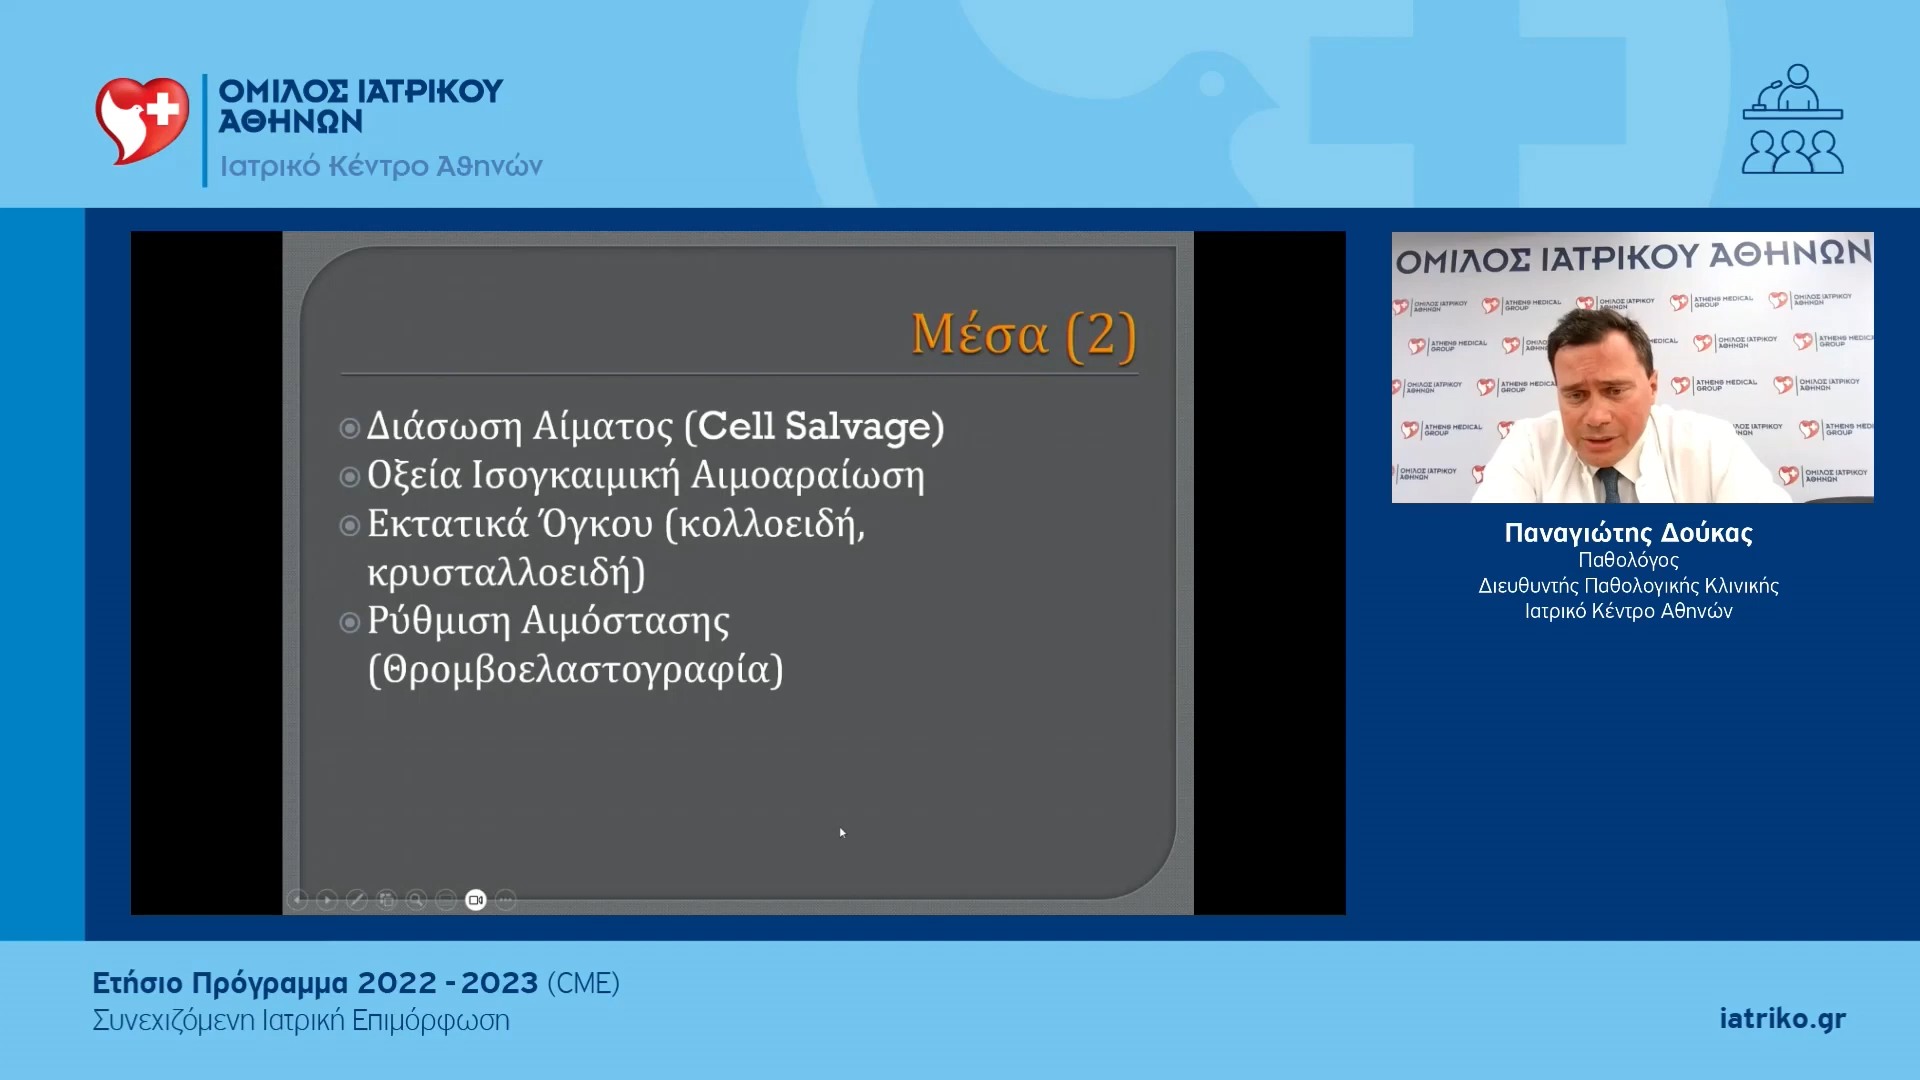 ΟΜΙΛΟΣ ΙΑΤΡΙΚΟΥ
ΑΘΗΝΩΝ
Ιατρικό Κέντρο Αθηνών
Μέσα (2)
Διάσωση Αίματος (Cell Salvage)
Οξεία Ισογκαιμική Αιμοαραίωση
Εκτατικά Όγκου (κολλοειδή,
κρυσταλλοειδή)
Ρύθμιση Αιμόστασης
(Θρομβοελαστογραφία)
ΟΜΙΛΟΣ ΙΑΤΡΙΚΟΥ ΑΘΗΝΩΝ
Παναγιώτης Δούκας
Παθολόγος
Διευθυντής Παθολογικής Κλινικής
Ιατρικό Κέντρο Αθηνών
Ετήσιο Πρόγραμμα 2022 - 2023 (CME)
Συνεχιζόμενη Ιατρική Επιμόρφωση
iatriko.gr